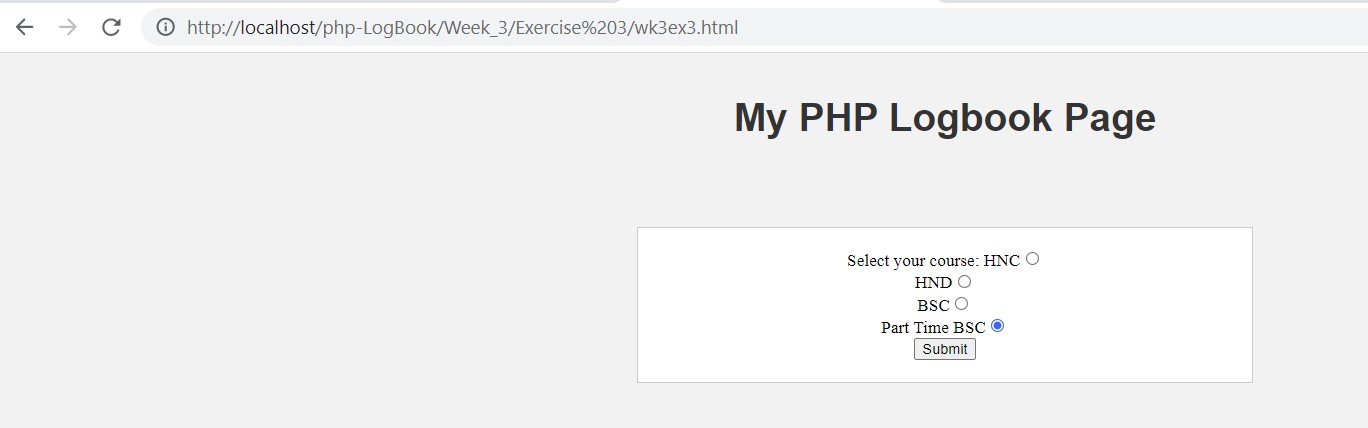 http://localhost/php-LogBook/Week_3/Exercise%203/wk3ex3.html
My PHP Logbook Page
Select your course: HNC
HND
BSC
Part Time BSC
Submit